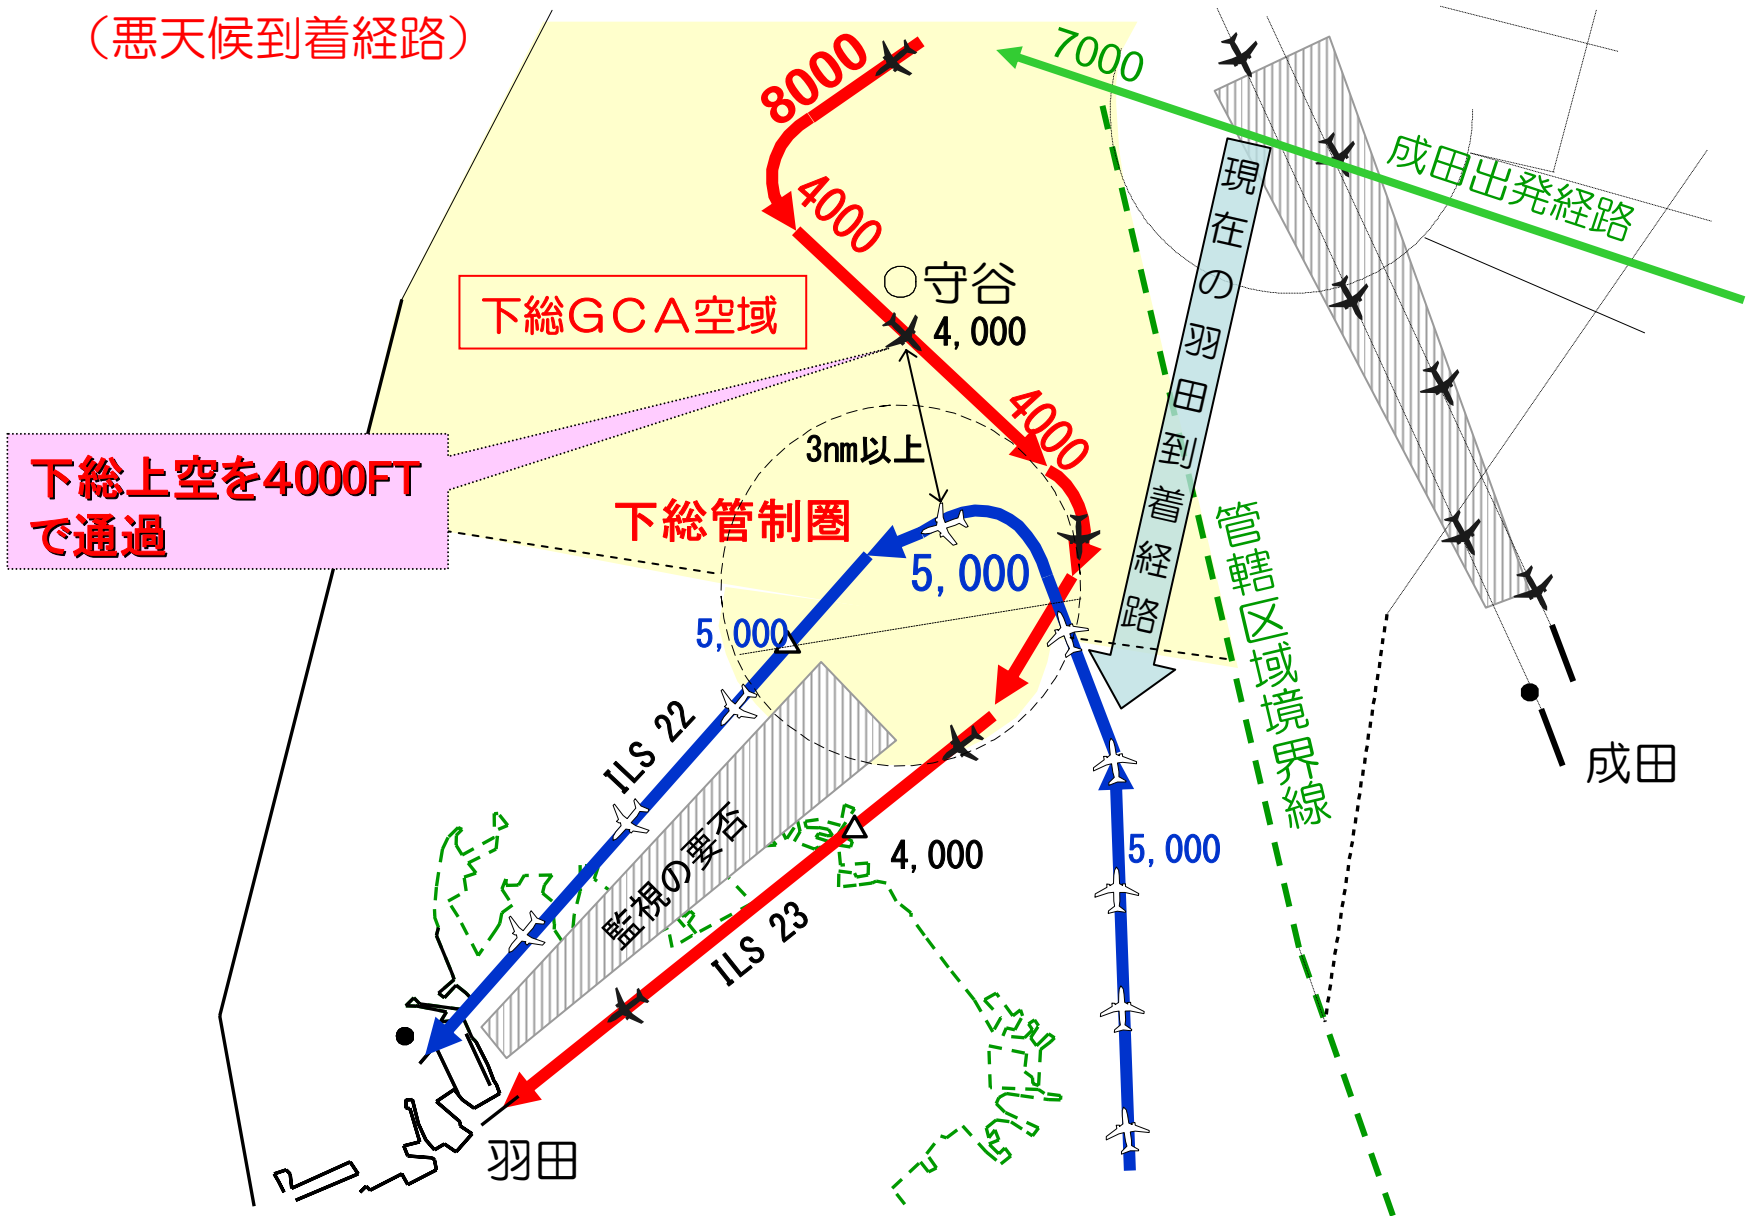 （悪天候到着経路）
8000
7000
成田出発経路
4000
現在の羽田到着経路
守谷
4,000
下総ＧＣＡ空域
4000
3nm以上
下総上空を4000FT
で通過
下総管制圏
5,000
管轄区域境界線
5,000
ILS 22
成田
監視の要否
4,000
5,000
ILS 23
羽田